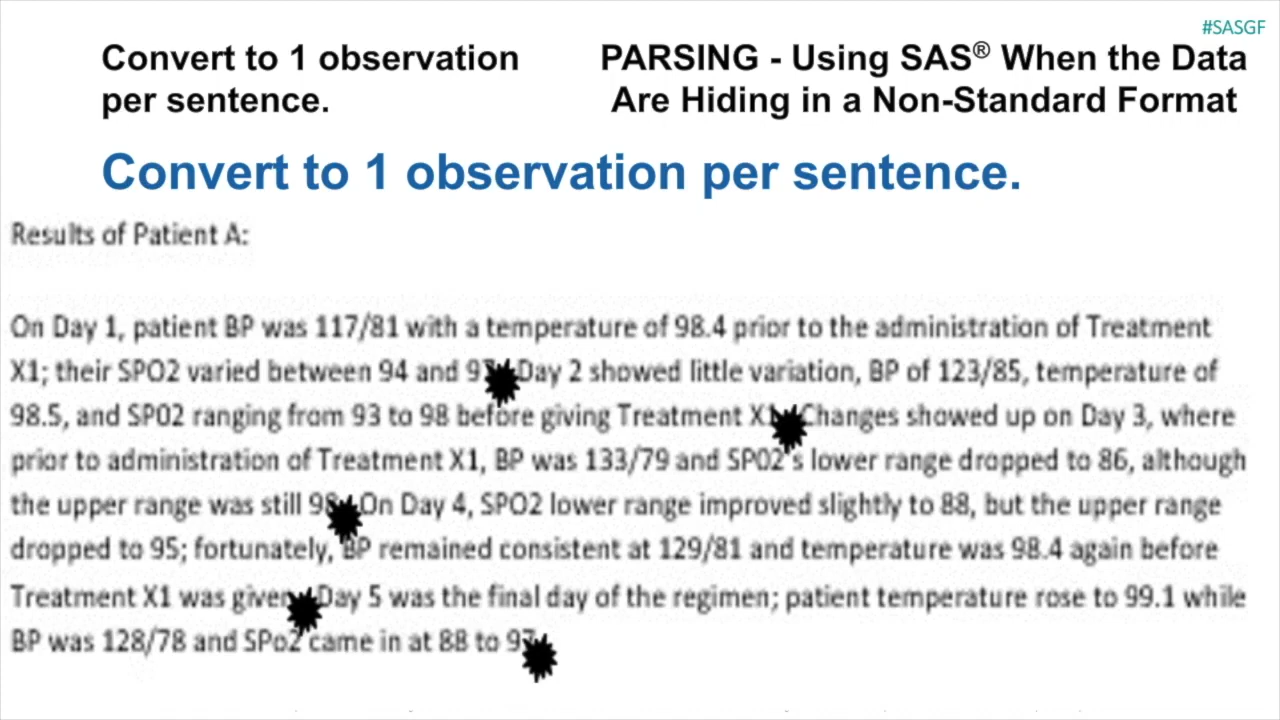 #SASGF
Convert to 1 observation
per sentence.
PARSING - Using SAS® When the Data
Are Hiding in a Non-Standard Format
Convert to 1 observation per sentence.
Results of Patient A:
On Day 1, patient BP was 117/81 with a temperature of 98.4 prior to the administration of Treatment
X1; their SPO2 varied between 94 and Day 2 showed little variation, BP of 123/85, temperature of
98.5, and SP02 ranging from 93 to 98 before giving Treatment Changes showed up on Day 3, where
prior to administration of Treatment X1, BP was 133/79 and SP02's lower range dropped to 86, although
the upper range was still On Day 4, SPO2 lower range improved slightly to 88, but the upper range
dropped to 95; fortunately, BP remained consistent at 129/81 and temperature was 98.4 again before
Treatment X1 was given Day 5 was the final day of the regimen; patient temperature rose to 99.1 while
BP was 128/78 and SPo2 came in at 88 to